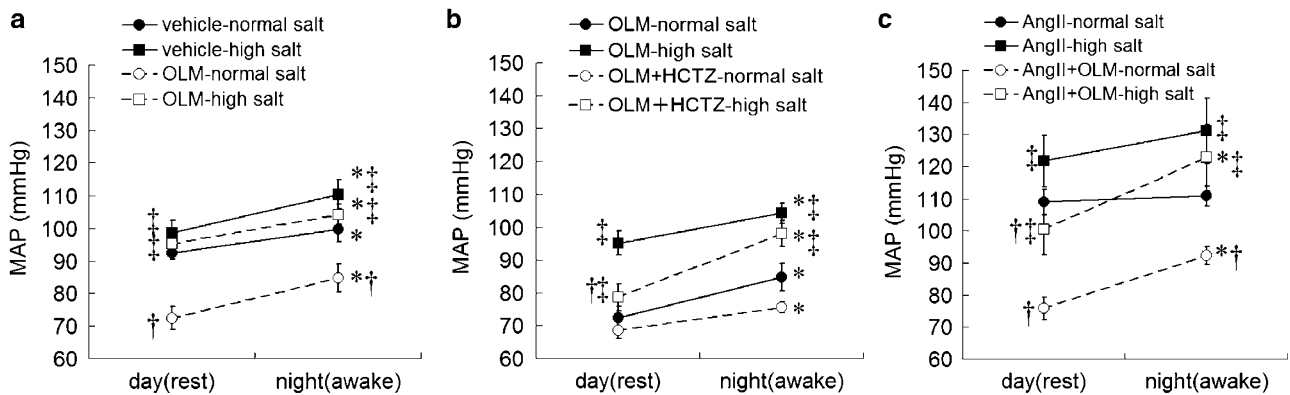 a
vehicle-normal salt
vehicle-high salt
OLM-normal salt
OLM-high salt
MAP (mmHg)
150
140
130
120
110
100
90
80
70
60
*‡
‡
*‡
‡
*
*†
‡
‡
‡
‡
†
day(rest)
night(awake)
b
OLM-normal salt
OLM-high salt
OLM+HCTZ-normal salt
OLM+HCTZ-high salt
MAP (mmHg)
150
140
130
120
110
100
90
80
70
60
*‡
‡
*‡
‡
*
*
‡
‡
†‡
‡
day(rest)
night(awake)
c
AngII-normal salt
AngII-high salt
AngII+OLM-normal salt
AngII+OLM-high salt
MAP (mmHg)
150
140
130
120
110
100
90
80
70
60
‡
‡
*‡
‡
*†
‡
‡
†‡
‡
†
day(rest)
night(awake)